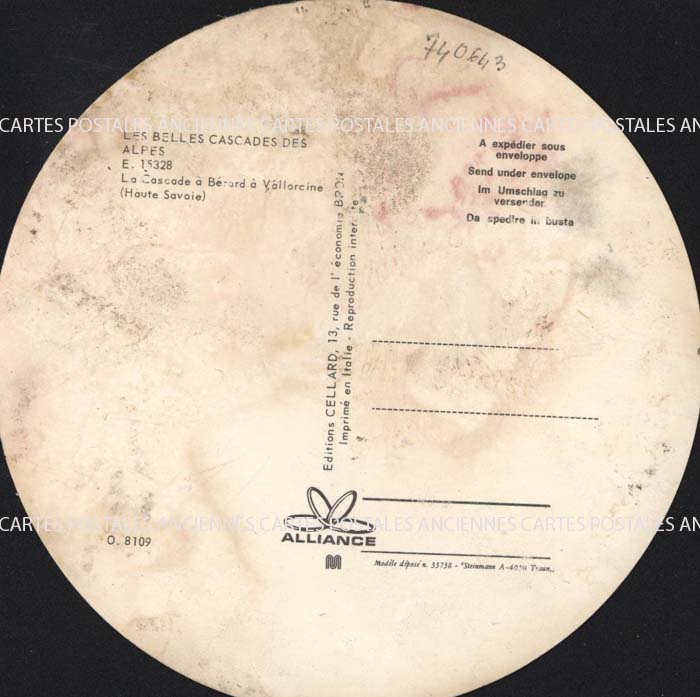 740643
LES BELLES CASCADES DES
ALPES
E. 15328
La Cascade à Bérard à Vallorcine
(Haute Savoie)
A expédier sous
enveloppe
Send under envelope
Im Umschlag zu
versenden
Da spedire in busta
CARTES POSTALES ANCIENNES CARTES POSTALES ANCIENNES CARTES POSTALES AN
Editions CELLARD, 13, rue de l' économie BRON
Imprimé en Italie - Reproduction interdite
CARTES POSTALES ANCIENNES CARTES POSTALES ANCIENNES CARTES POSTALES AN
O. 8109
ALLIANCE
M
Modèle déposé n. 33738 - "Steinmann A-4050 Traun"